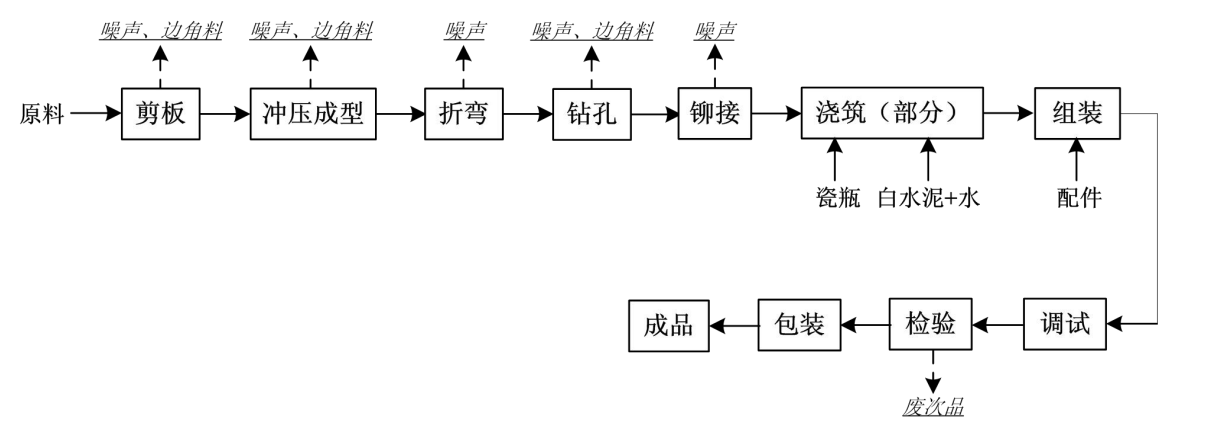 噪声、边角料 噪声、边角料 噪声 噪声、边角料 噪声
原料 剪板 冲压成型 折弯 钻孔 铆接 浇筑（部分） 组装
瓷瓶 白水泥+水 配件
成品 包装 检验 调试
废次品